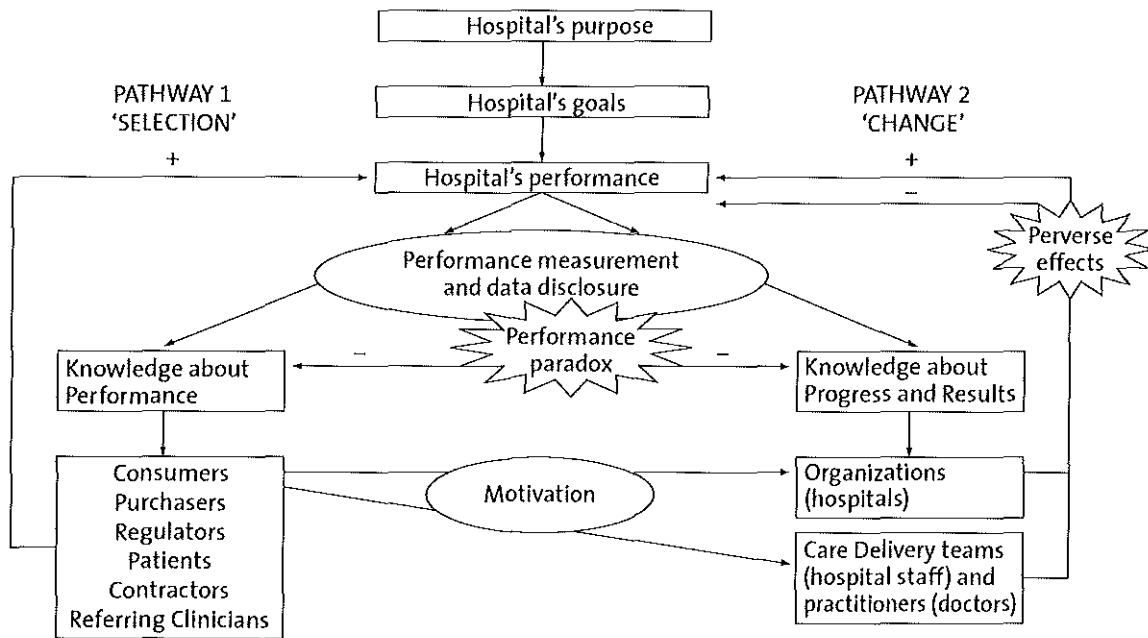 Hospital's purpose
PATHWAY 1
'SELECTION'
+
Hospital's goals
PATHWAY 2
'CHANGE'
+
Hospital's performance
–
Perverse
effects
Performance measurement
and data disclosure
Performance
paradox
–
–
Knowledge about
Performance
Knowledge about
Progress and Results
Consumers
Purchasers
Regulators
Patients
Contractors
Referring Clinicians
Motivation
Organizations
(hospitals)
Care Delivery teams
(hospital staff) and
practitioners (doctors)